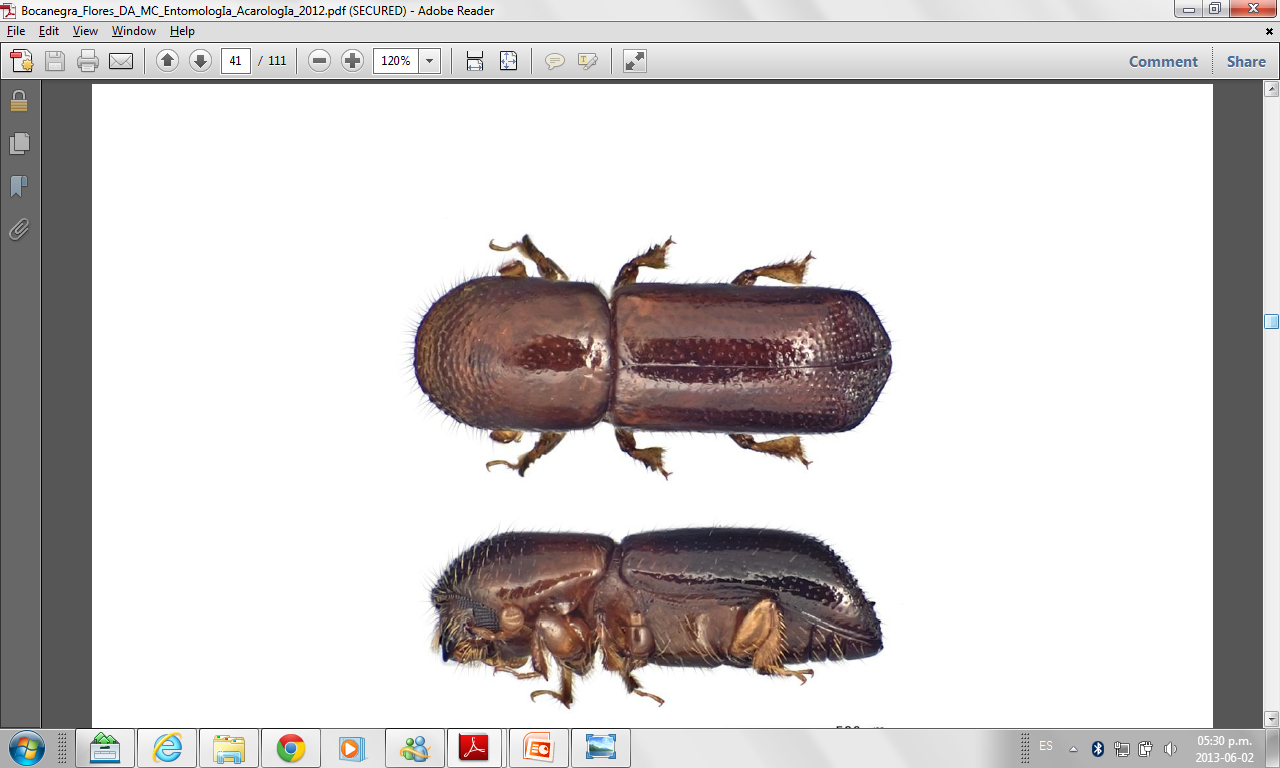 Bocanegra_Flores_DA_MC_EntomologIa_AcarologIa_2012.pdf (SECURED) - Adobe Reader
File Edit View Window Help
41 / 111 120% Comment Share
ES 05:30 p.m.
2013-06-02